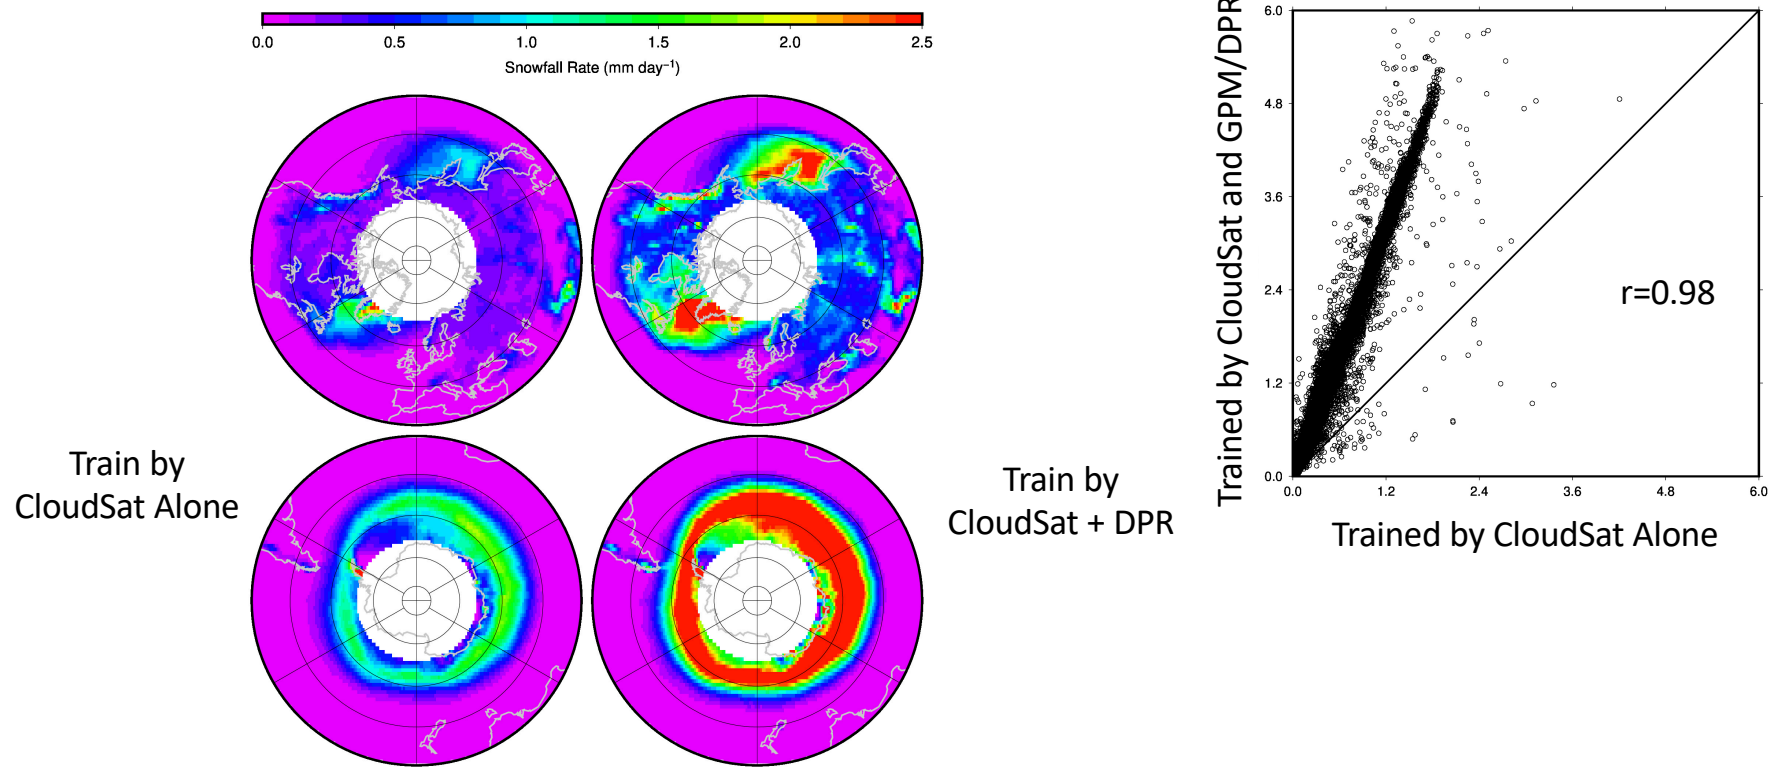 0.0 0.5 1.0 1.5 2.0 2.5
Snowfall Rate (mm day⁻¹)
Train by
CloudSat Alone
Train by
CloudSat + DPR
Trained by CloudSat and GPM/DPR
6.0
4.8
3.6
2.4
1.2
0.0
r=0.98
0.0 1.2 2.4 3.6 4.8 6.0
Trained by CloudSat Alone